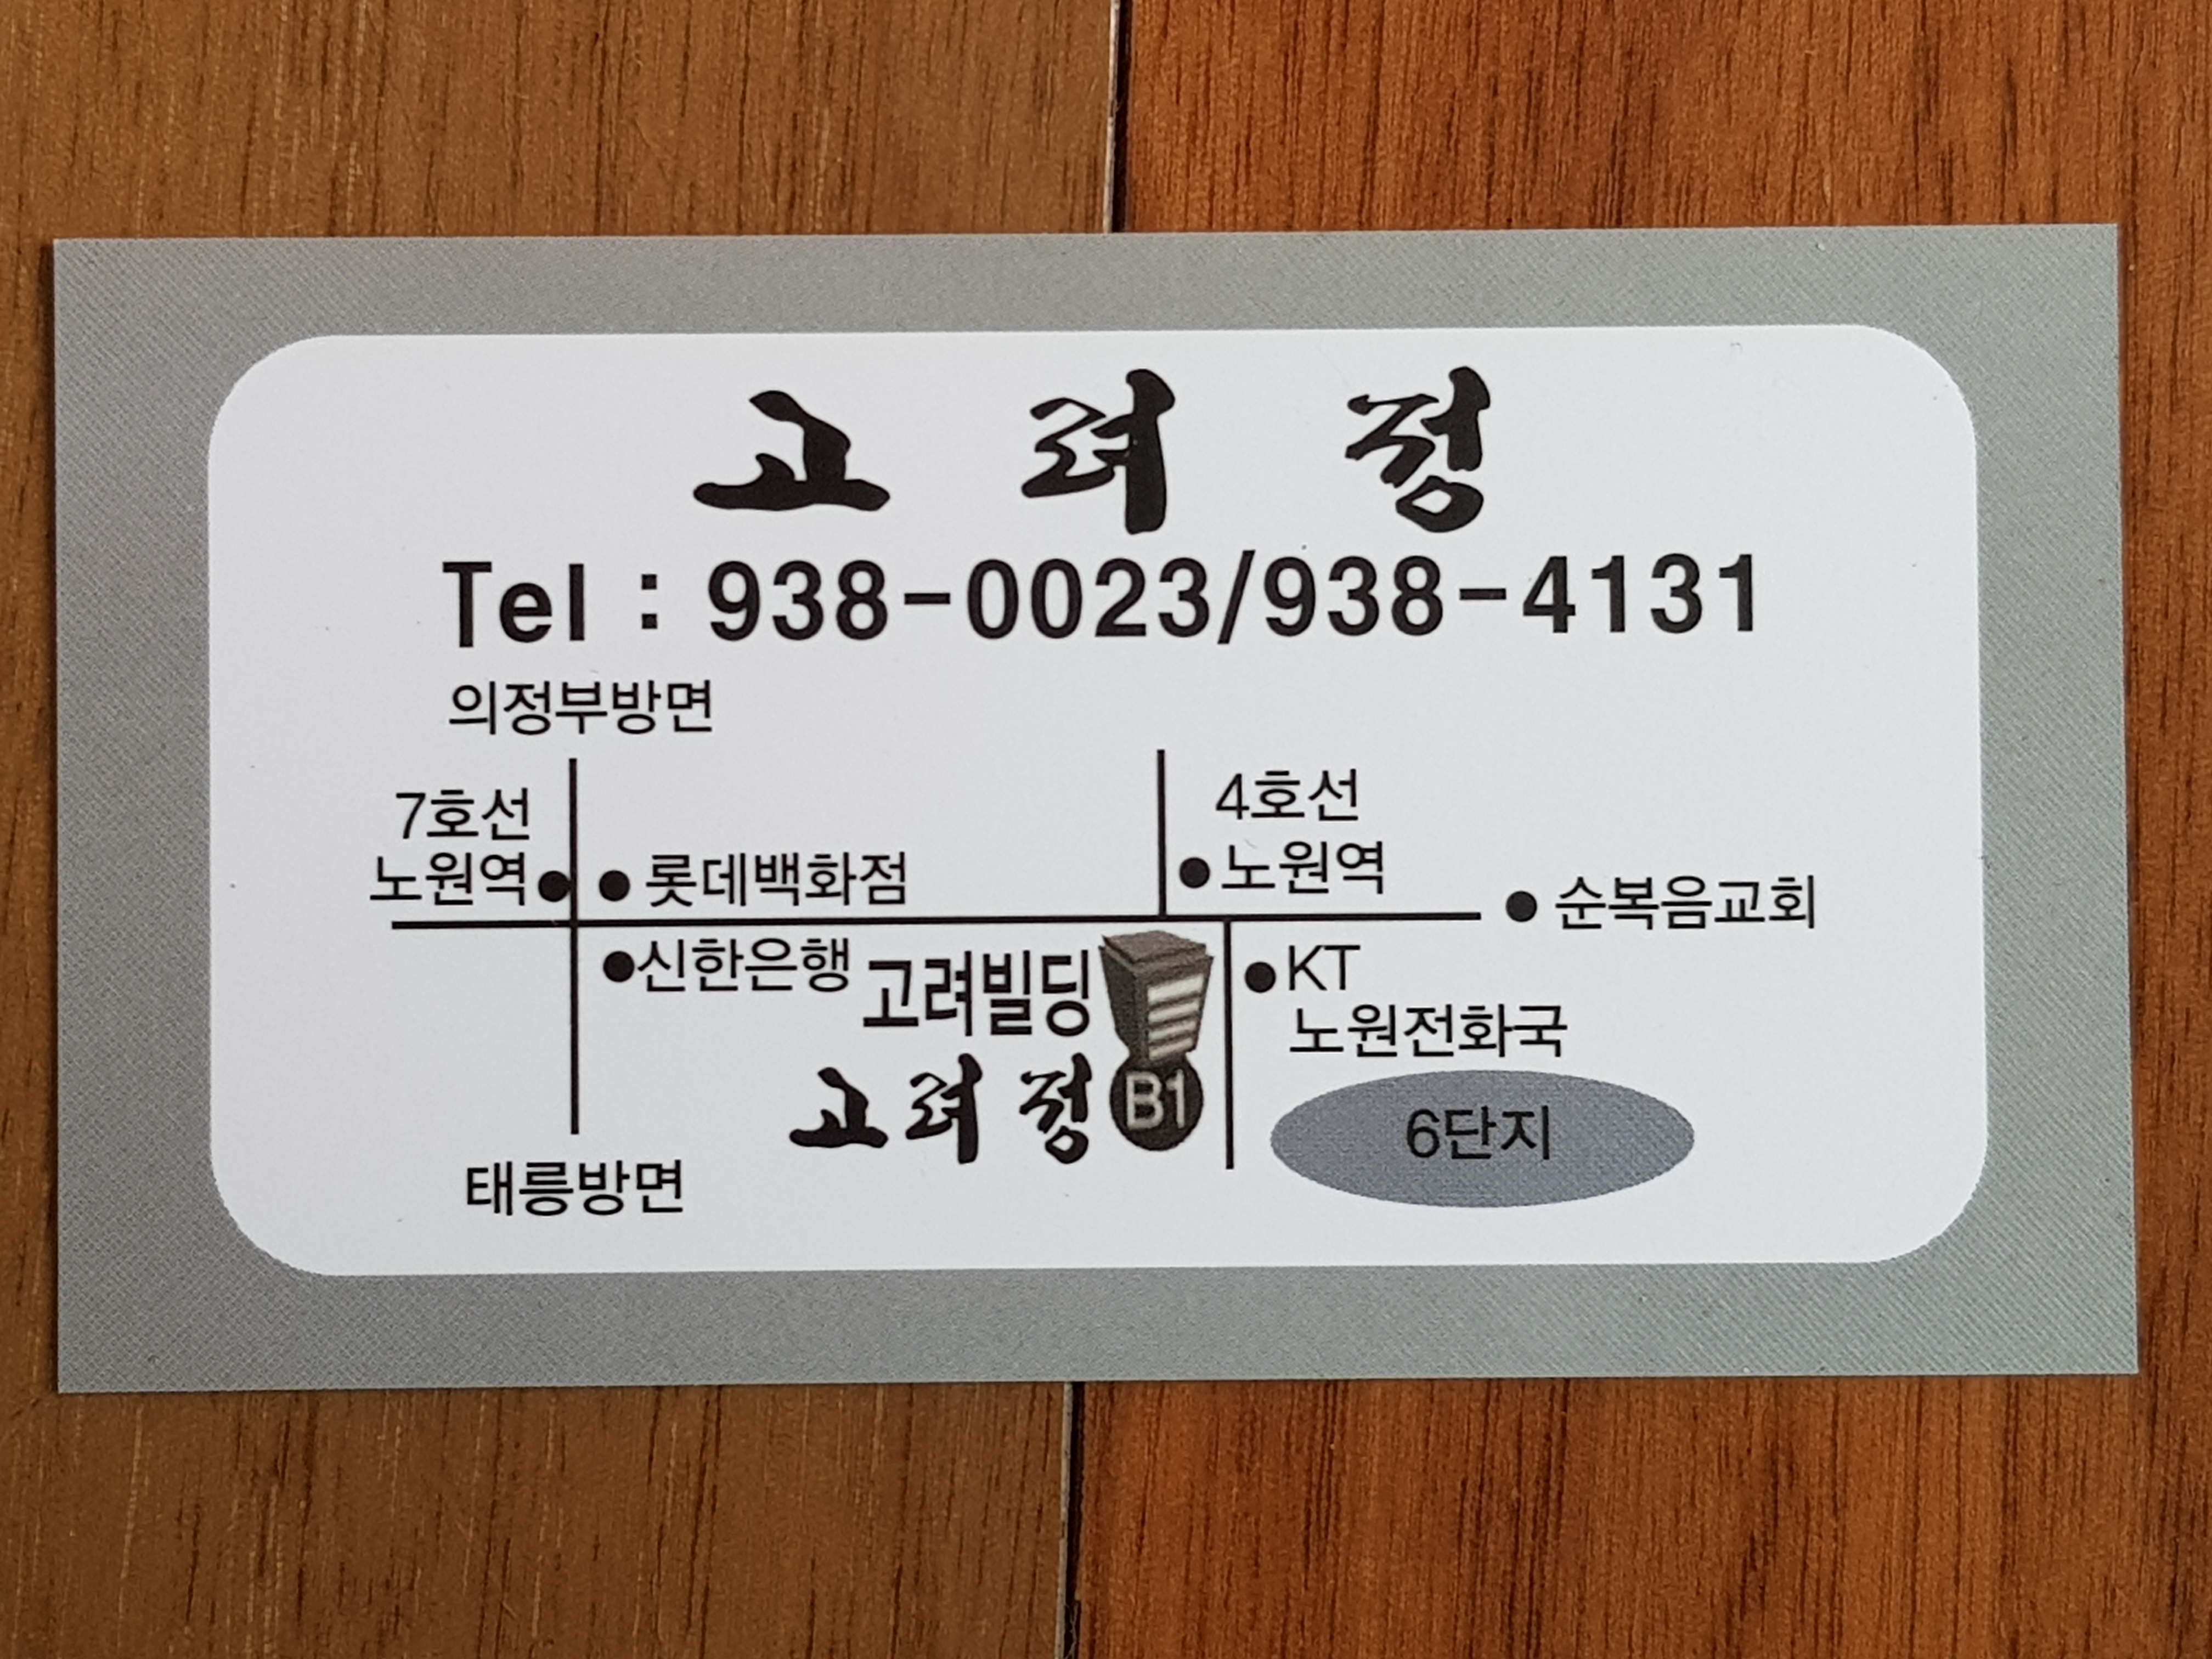 고려정
Tel : 938-0023/938-4131
의정부방면
7호선
노원역
롯데백화점
4호선
노원역
순복음교회
신한은행
고려빌딩
고려정
B1
KT
노원전화국
6단지
태릉방면